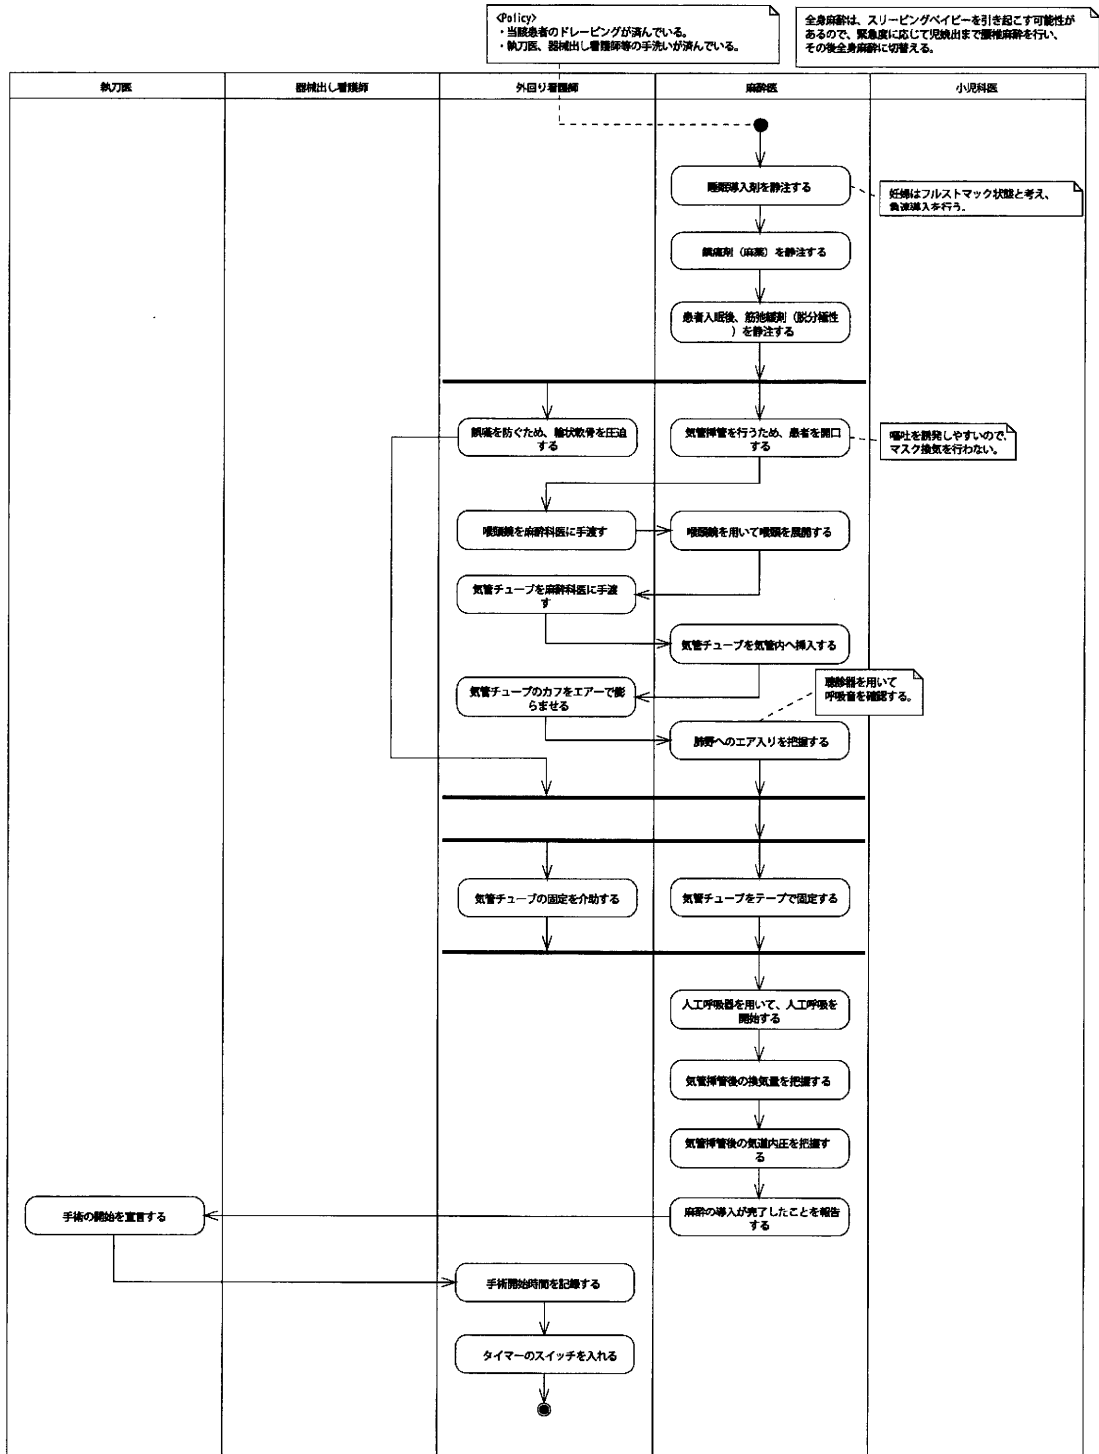 <Policy>
・当該患者のドレーピングが済んでいる。
・執刀医、器械出し看護師等の手洗いが済んでいる。
全身麻酔は、スリーピングベイビーを引き起こす可能性が
あるので、緊急度に応じて児娩出まで腰椎麻酔を行い、
その後全身麻酔に切替える。
執刀医
器械出し看護師
外回り看護師
麻酔医
小児科医
睡眠導入剤を静注する
妊婦はフルストマック状態と考え、
急速導入を行う。
鎮痛剤（麻薬）を静注する
患者入眠後、筋弛緩剤（脱分極性
）を静注する
誤嚥を防ぐため、輪状軟骨を圧迫
する
気管挿管を行うため、患者を開口
する
嘔吐を誘発しやすいので、
マスク換気を行わない。
喉頭鏡を麻酔科医に手渡す
喉頭鏡を用いて喉頭を展開する
気管チューブを麻酔科医に手渡
す
気管チューブを気管内へ挿入する
聴診器を用いて
呼吸音を確認する。
気管チューブのカフをエアーで膨
らませる
肺野へのエア入りを把握する
気管チューブの固定を介助する
気管チューブをテープで固定する
人工呼吸器を用いて、人工呼吸を
開始する
気管挿管後の換気量を把握する
気管挿管後の気道内圧を把握す
る
手術の開始を宣言する
麻酔の導入が完了したことを報告
する
手術開始時間を記録する
タイマーのスイッチを入れる